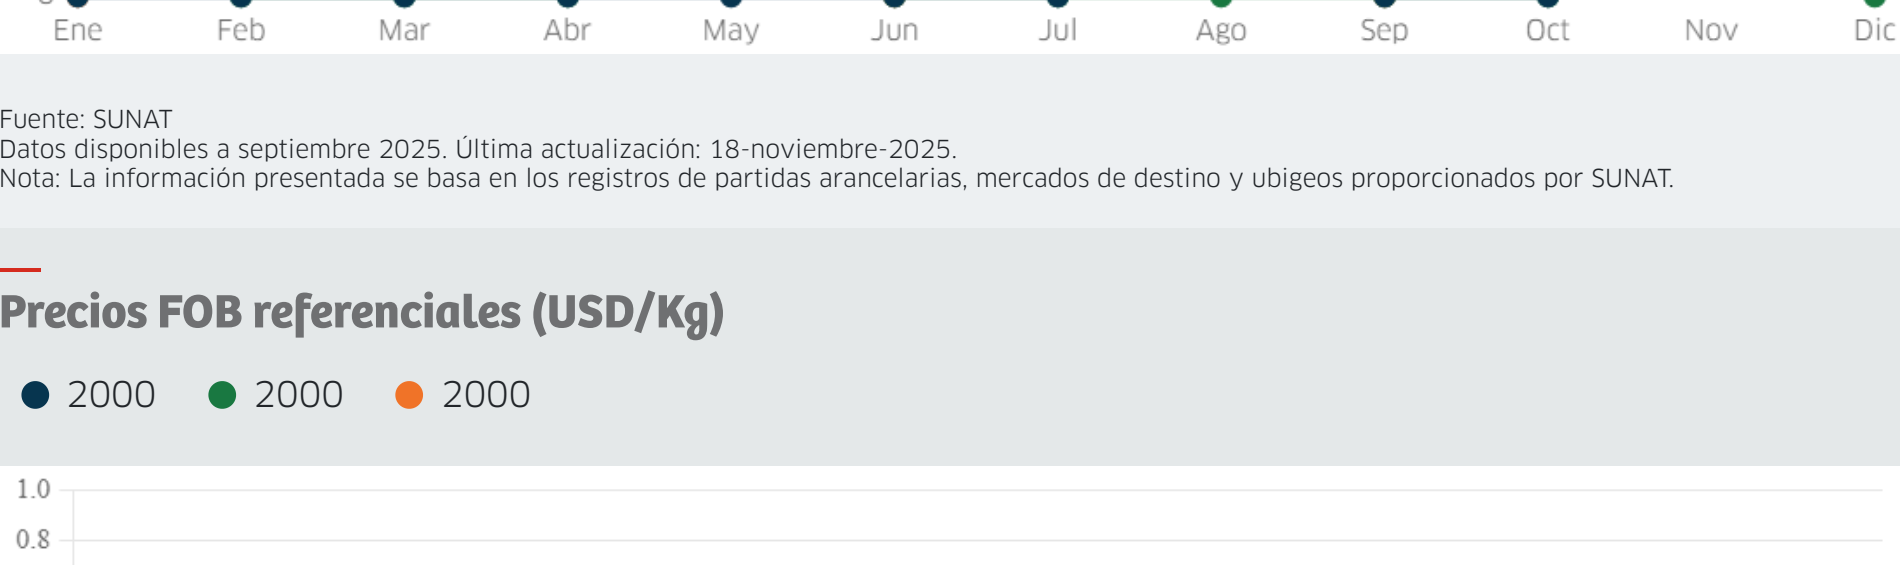 Ene Feb Mar Abr May Jun Jul Ago Sep Oct Nov Dic
Fuente: SUNAT
Datos disponibles a septiembre 2025. Última actualización: 18-noviembre-2025.
Nota: La información presentada se basa en los registros de partidas arancelarias, mercados de destino y ubigeos proporcionados por SUNAT.
Precios FOB referenciales (USD/Kg)
2000 2000 2000
1.0
0.8